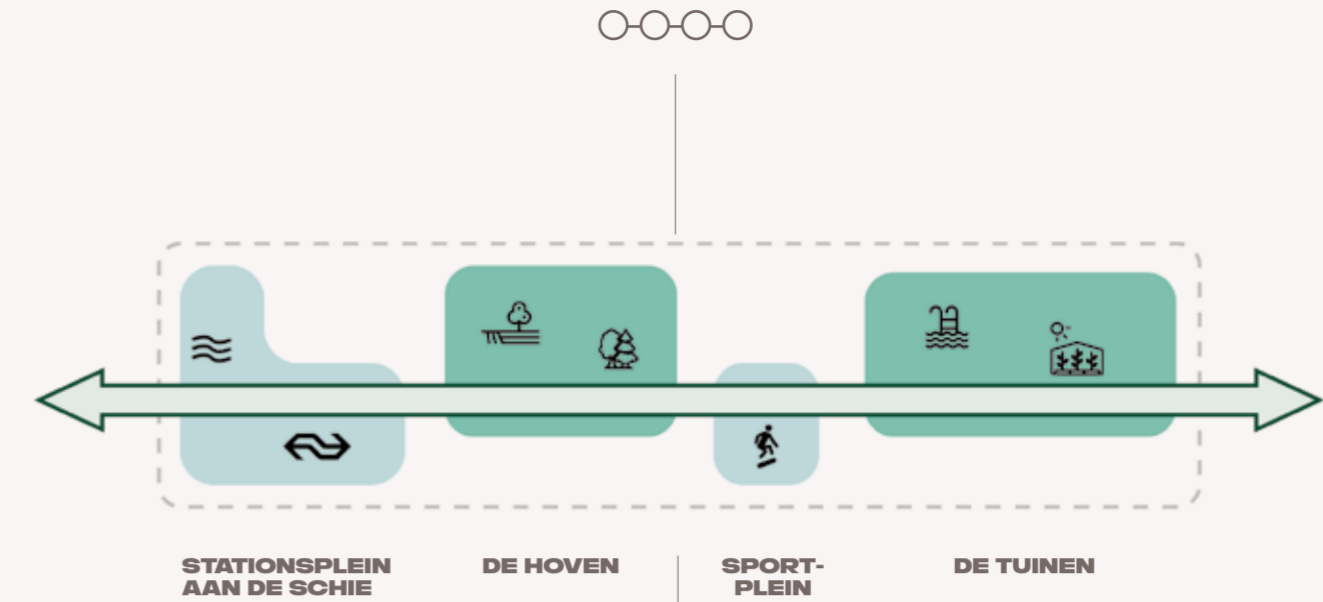 STATIONSPLEIN
AAN DE SCHIE
DE HOVEN
SPORT-
PLEIN
DE TUINEN